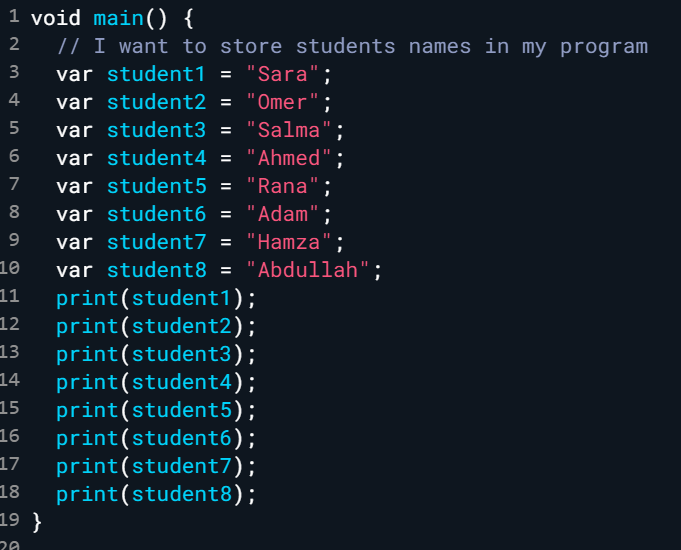 1 void main() {
2 // I want to store students names in my program
3 var student1 = "Sara";
4 var student2 = "Omer";
5 var student3 = "Salma";
6 var student4 = "Ahmed";
7 var student5 = "Rana";
8 var student6 = "Adam";
9 var student7 = "Hamza";
10 var student8 = "Abdullah";
11 print(student1);
12 print(student2);
13 print(student3);
14 print(student4);
15 print(student5);
16 print(student6);
17 print(student7);
18 print(student8);
19 }
20